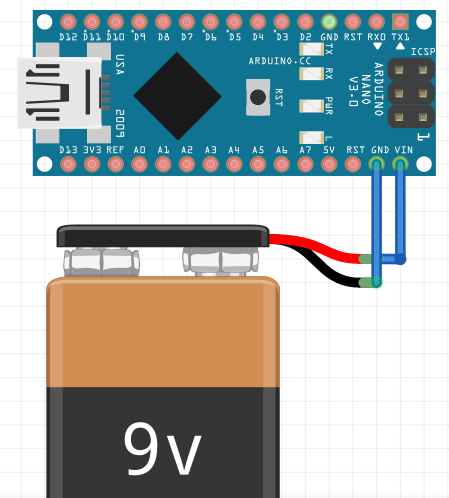 D12 D11 D10 D9 D8 D7 D6 D5 D4 D3 D2 GND RST RX0 TX1
TX
RX
PWR
L
USA
2009
ARDUINO.CC
RST
ARDUINO
NANO
V3.0
ICSP
1
D13 3V3 REF A0 A1 A2 A3 A4 A5 A6 A7 5V RST GND VIN
9v